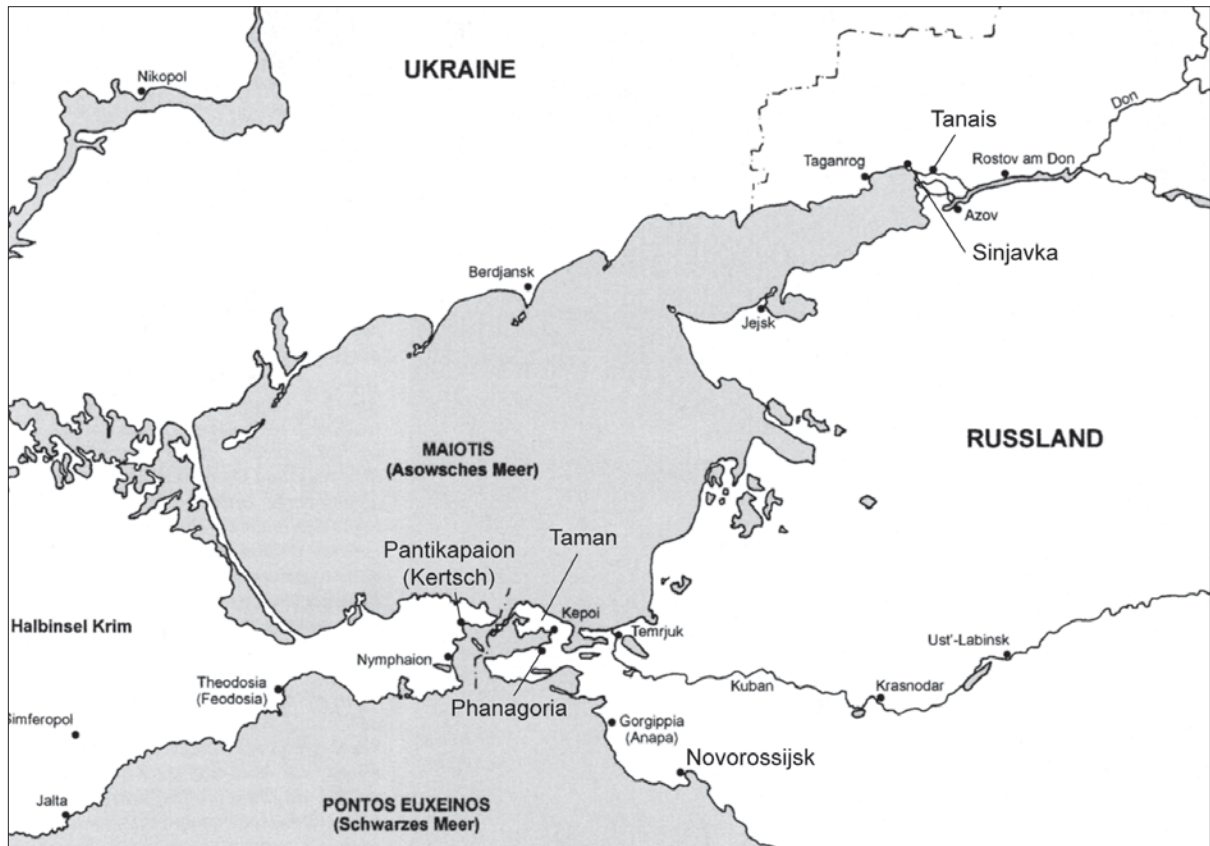 UKRAINE
Nikopol
Don
Tanais
Taganrog
Rostov am Don
Azov
Sinjavka
Berdjansk
Jejsk
RUSSLAND
MAIOTIS
(Asowsches Meer)
Taman
Pantikapaion
(Kertsch)
Kepoi
Halbinsel Krim
Temrjuk
Ust'-Labinsk
Nymphaion
Theodosia
(Feodosia)
Kuban
Krasnodar
Phanagoria
Simferopol
Gorgippia
(Anapa)
Novorossijsk
Jalta
PONTOS EUXEINOS
(Schwarzes Meer)